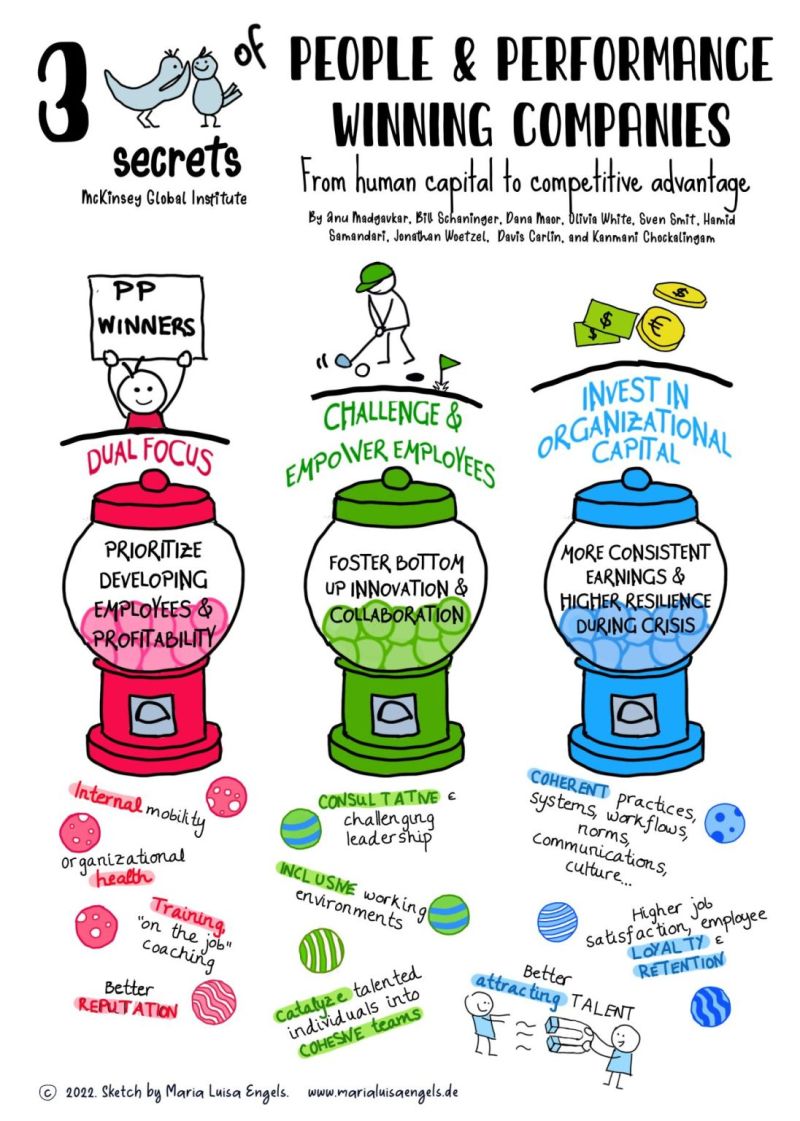 3
of
secrets
McKinsey Global Institute
PEOPLE & PERFORMANCE
WINNING COMPANIES
From human capital to competitive advantage
By Anu Madgavkar, Bill Schaninger, Dana Maor, Olivia White, Sven Smit, Hamid
Samandari, Jonathan Woetzel, Davis Carlin, and Kanmani Chockalingam
PP
WINNERS
DUAL FOCUS
PRIORITIZE
DEVELOPING
EMPLOYEES &
PROFITABILITY
Internal mobility
organizational
health
Training,
"on the job"
coaching
Better
REPUTATION
CHALLENGE &
EMPOWER EMPLOYEES
FOSTER BOTTOM
UP INNOVATION &
COLLABORATION
CONSULTATIVE &
challenging
leadership
INCLUSIVE working
environments
Catalyze talented
individuals into
COHESIVE teams
$
$
$
€
INVEST IN
ORGANIZATIONAL
CAPITAL
MORE CONSISTENT
EARNINGS &
HIGHER RESILIENCE
DURING CRISIS
COHERENT practices,
systems, workflows,
norms,
communications,
culture...
Higher job
satisfaction, employee
LOYALTY &
RETENTION
Better
attracting TALENT
© 2022. Sketch by Maria Luisa Engels. www.marialuisaengels.de